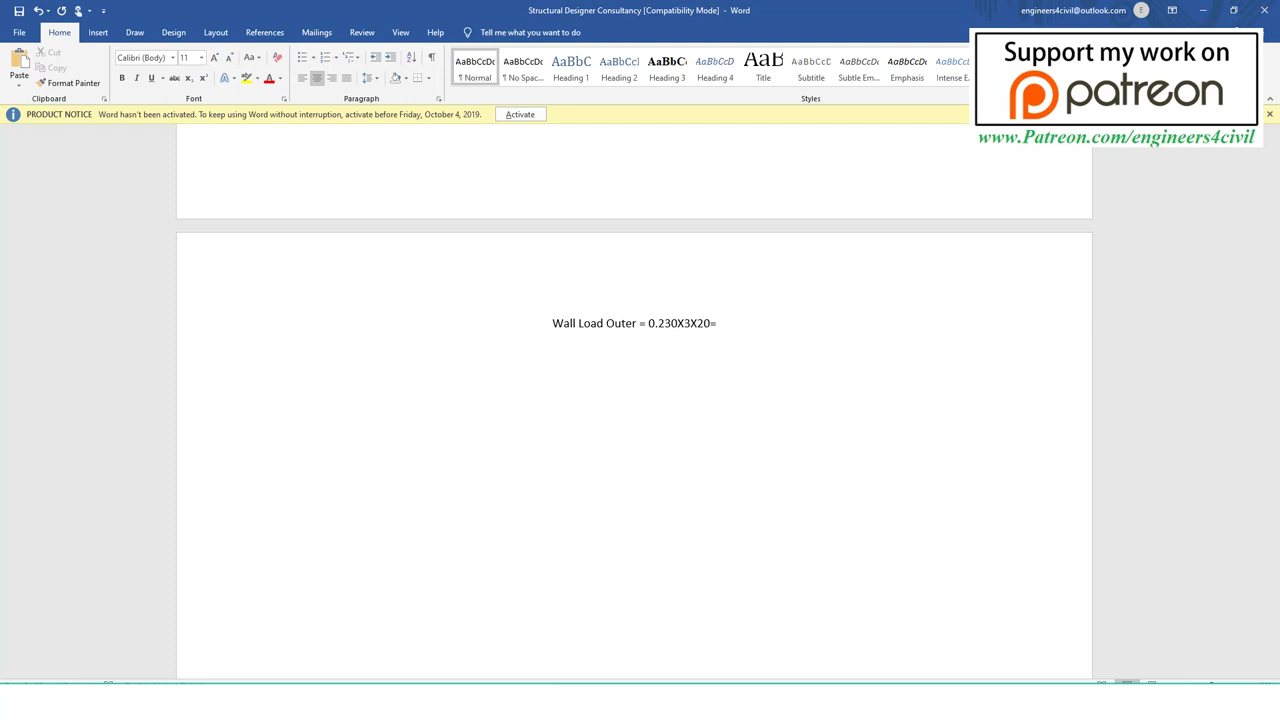 Structural Designer Consultancy [Compatibility Mode] - Word
engineers4civil@outlook.com E
File Home Insert Draw Design Layout References Mailings Review View Help Tell me what you want to do
Support my work on
patreon
www.Patreon.com/engineers4civil
Paste
Cut
Copy
Format Painter
Clipboard
Calibri (Body) 11
B I U abc X₂ X²
Font
Paragraph
AaBbCcDc AaBbCcDc AaBbC AaBbCcI AaBbCc AaBbCcD AaB AaBbCcD AaBbCcDc AaBbCcDc AaBbCcDc
¶ Normal ¶ No Spac... Heading 1 Heading 2 Heading 3 Heading 4 Title Subtitle Subtle Em... Emphasis Intense E...
Styles
PRODUCT NOTICE Word hasn't been activated. To keep using Word without interruption, activate before Friday, October 4, 2019. Activate
Wall Load Outer = 0.230X3X20=